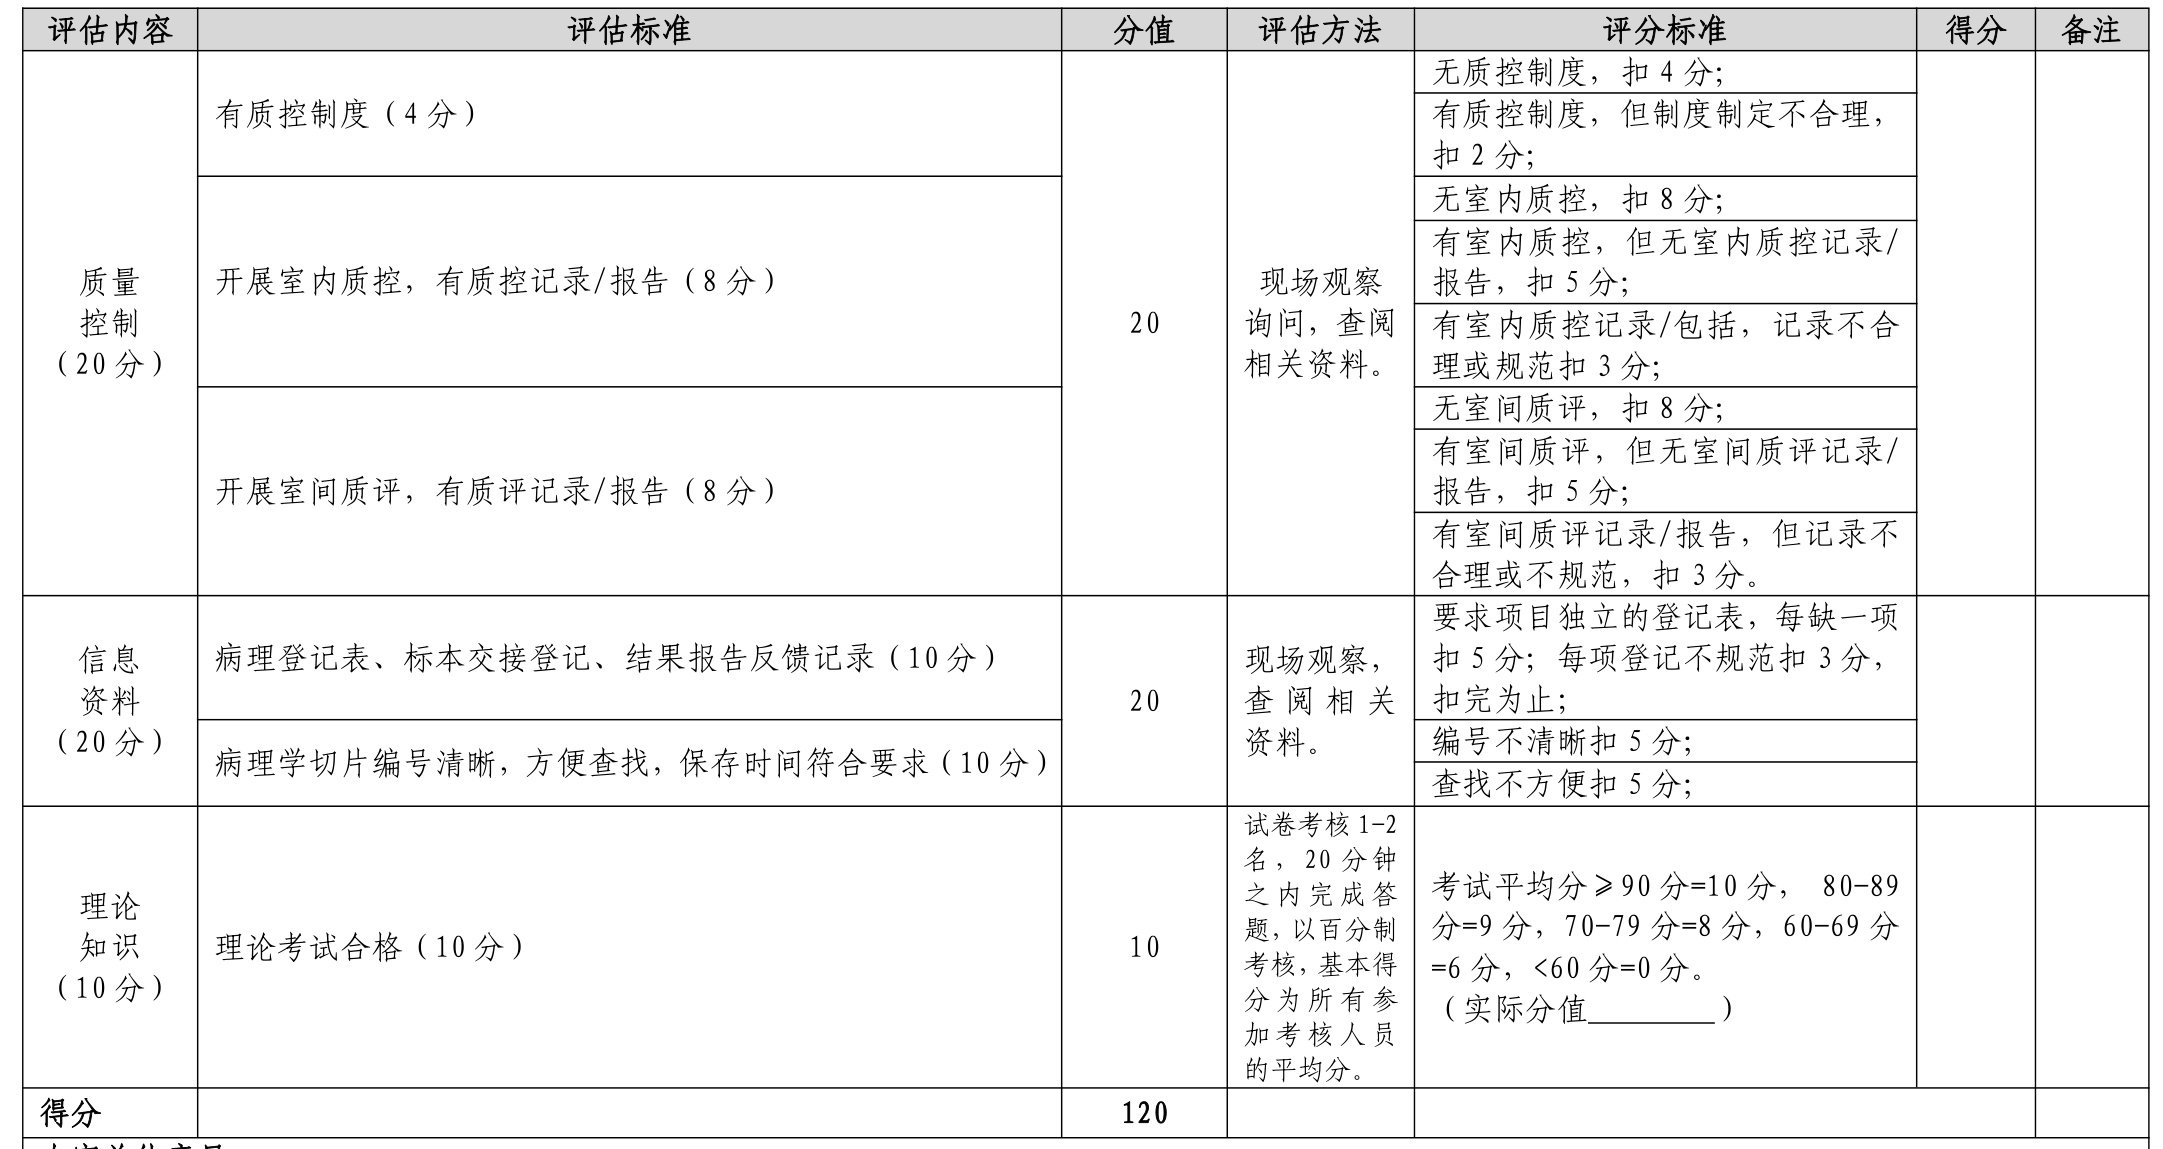 评估内容 评估标准 分值 评估方法 评分标准 得分 备注
质量
控制
（20分）
有质控制度（4分）
开展室内质控，有质控记录/报告（8分）
开展室间质评，有质评记录/报告（8分）
20
现场观察
询问，查阅
相关资料。
无质控制度，扣4分；
有质控制度，但制度制定不合理，
扣2分；
无室内质控，扣8分；
有室内质控，但无室内质控记录/
报告，扣5分；
有室内质控记录/包括，记录不合
理或规范扣3分；
无室间质评，扣8分；
有室间质评，但无室间质评记录/
报告，扣5分；
有室间质评记录/报告，但记录不
合理或不规范，扣3分。
信息
资料
（20分）
病理登记表、标本交接登记、结果报告反馈记录（10分）
病理学切片编号清晰，方便查找，保存时间符合要求（10分）
20
现场观察，
查阅相关
资料。
要求项目独立的登记表，每缺一项
扣5分；每项登记不规范扣3分，
扣完为止；
编号不清晰扣5分；
查找不方便扣5分；
理论
知识
（10分）
理论考试合格（10分）
10
试卷考核1-2
名，20分钟
之内完成答
题，以百分制
考核，基本得
分为所有参
加考核人员
的平均分。
考试平均分≥90分=10分， 80-89
分=9分，70-79分=8分，60-69分
=6分，<60分=0分。
（实际分值________）
得分 120